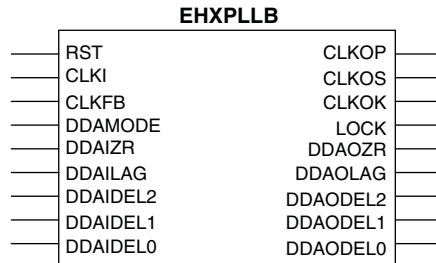 EHXPLLB
RST CLKOP
CLKI CLKOS
CLKFB CLKOK
DDAMODE LOCK
DDAIZR DDAOZR
DDAILAG DDAOLAG
DDAIDEL2 DDAODEL2
DDAIDEL1 DDAODEL1
DDAIDEL0 DDAODEL0